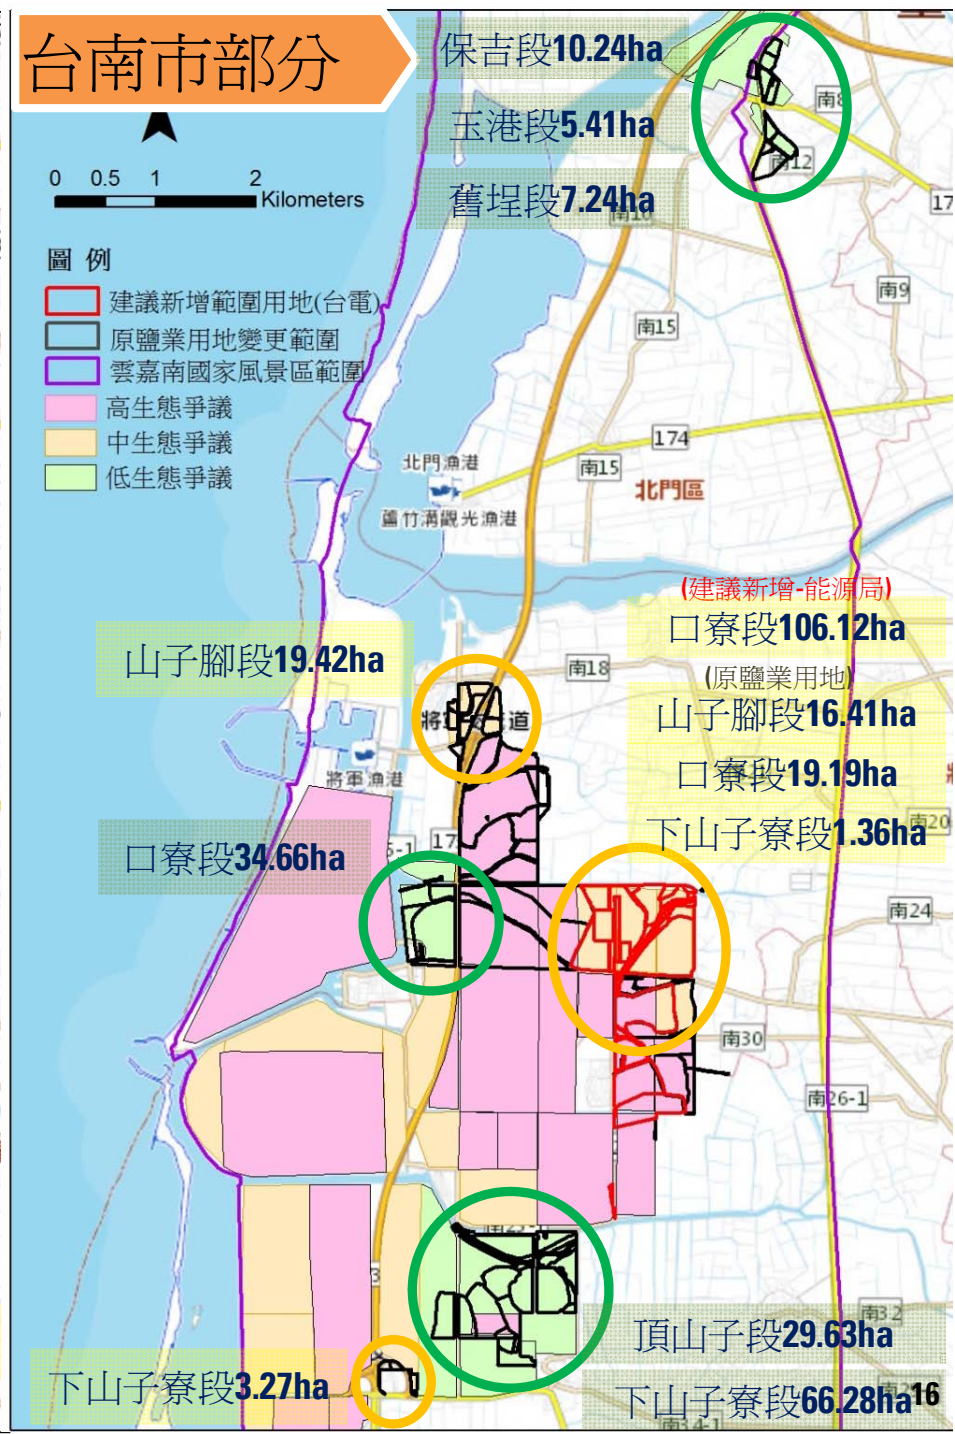 台南市部分
保吉段10.24ha
玉港段5.41ha
舊埕段7.24ha
0 0.5 1 2
Kilometers
圖 例
建議新增範圍用地(台電)
原鹽業用地變更範圍
雲嘉南國家風景區範圍
高生態爭議
中生態爭議
低生態爭議
南8
南12
17
南9
南15
174
南15
北門漁港
蘆竹溝觀光漁港
北門區
(建議新增-能源局)
口寮段106.12ha
(原鹽業用地)
山子腳段16.41ha
口寮段19.19ha
下山子寮段1.36ha
山子腳段19.42ha
南18
道
將軍漁港
南20
口寮段34.66ha
5-1
17
南24
南30
南26-1
南32
頂山子段29.63ha
下山子寮段66.28ha
下山子寮段3.27ha
16